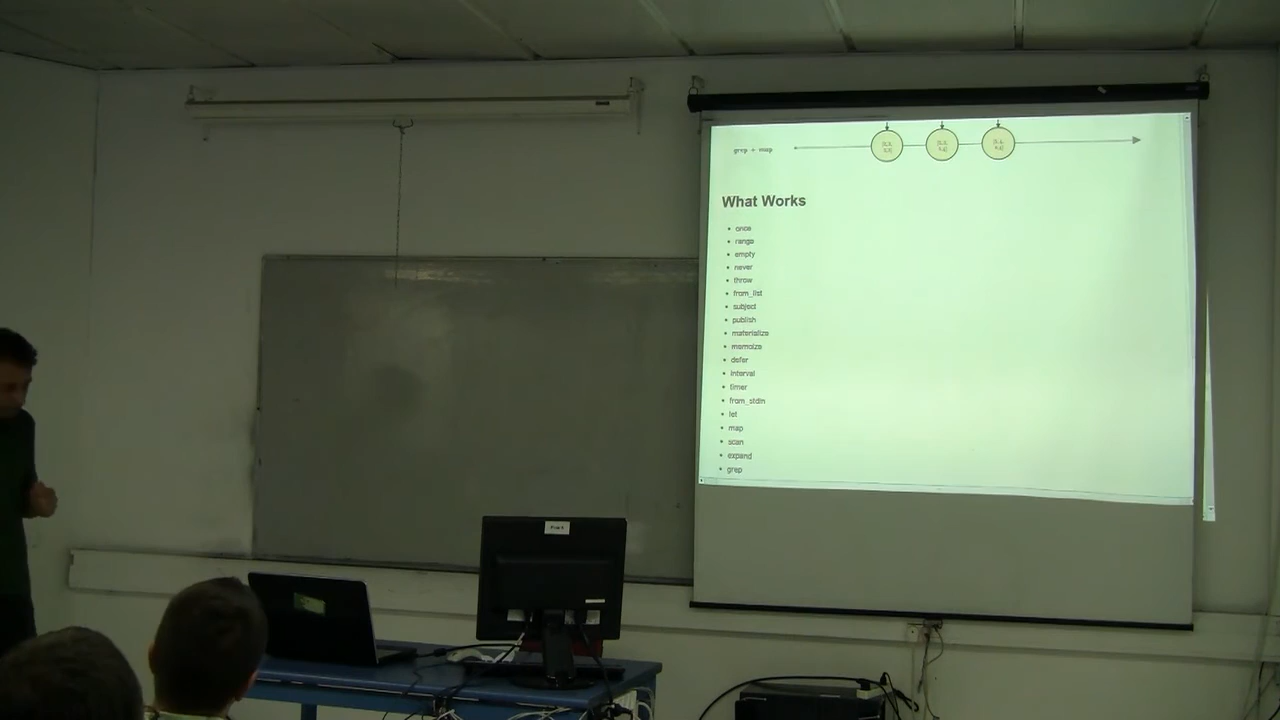 grep + map
What Works
• once
• range
• empty
• never
• throw
• from_list
• subject
• publish
• materialize
• memoize
• defer
• interval
• timer
• from_stdin
• let
• map
• scan
• expand
• grep